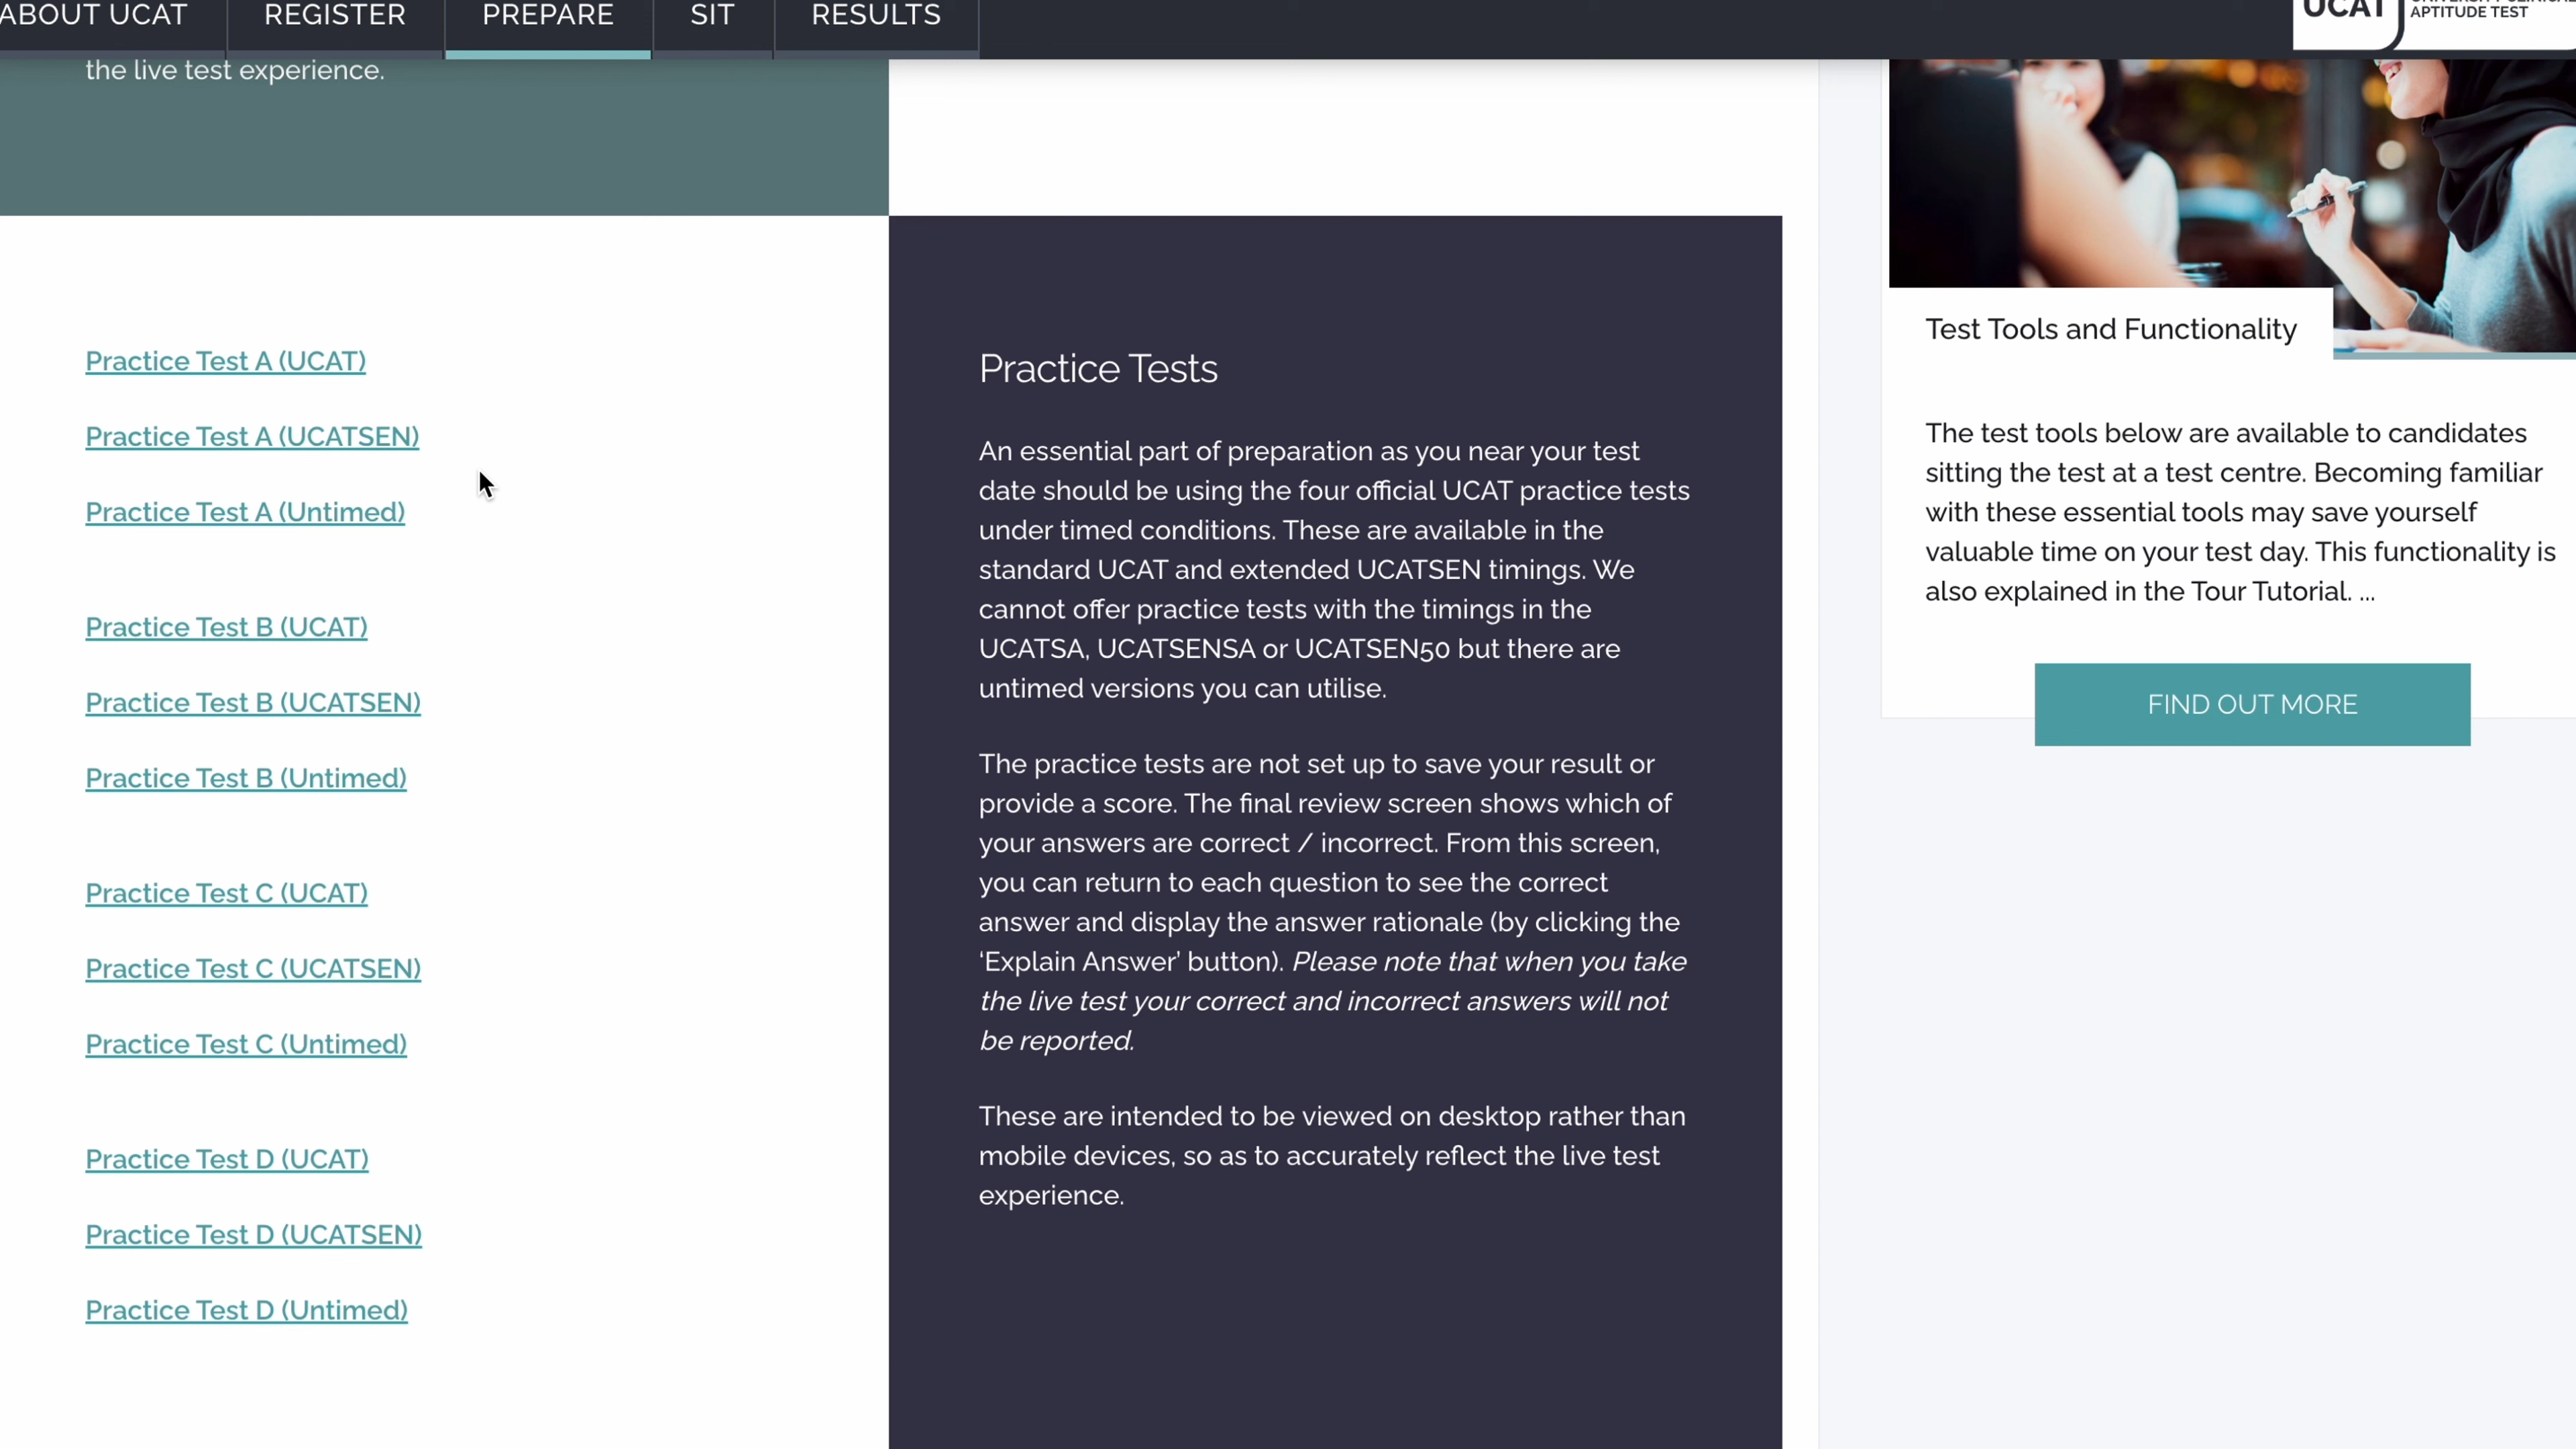 ABOUT UCAT
REGISTER
PREPARE
SIT
RESULTS
UCAT
APTITUDE TEST
the live test experience.
Practice Test A (UCAT)
Practice Test A (UCATSEN)
Practice Test A (Untimed)
Practice Test B (UCAT)
Practice Test B (UCATSEN)
Practice Test B (Untimed)
Practice Test C (UCAT)
Practice Test C (UCATSEN)
Practice Test C (Untimed)
Practice Test D (UCAT)
Practice Test D (UCATSEN)
Practice Test D (Untimed)
Practice Tests
An essential part of preparation as you near your test
date should be using the four official UCAT practice tests
under timed conditions. These are available in the
standard UCAT and extended UCATSEN timings. We
cannot offer practice tests with the timings in the
UCATSA, UCATSENSA or UCATSEN50 but there are
untimed versions you can utilise.
The practice tests are not set up to save your result or
provide a score. The final review screen shows which of
your answers are correct / incorrect. From this screen,
you can return to each question to see the correct
answer and display the answer rationale (by clicking the
‘Explain Answer’ button). Please note that when you take
the live test your correct and incorrect answers will not
be reported.
These are intended to be viewed on desktop rather than
mobile devices, so as to accurately reflect the live test
experience.
Test Tools and Functionality
The test tools below are available to candidates
sitting the test at a test centre. Becoming familiar
with these essential tools may save yourself
valuable time on your test day. This functionality is
also explained in the Tour Tutorial. ...
FIND OUT MORE